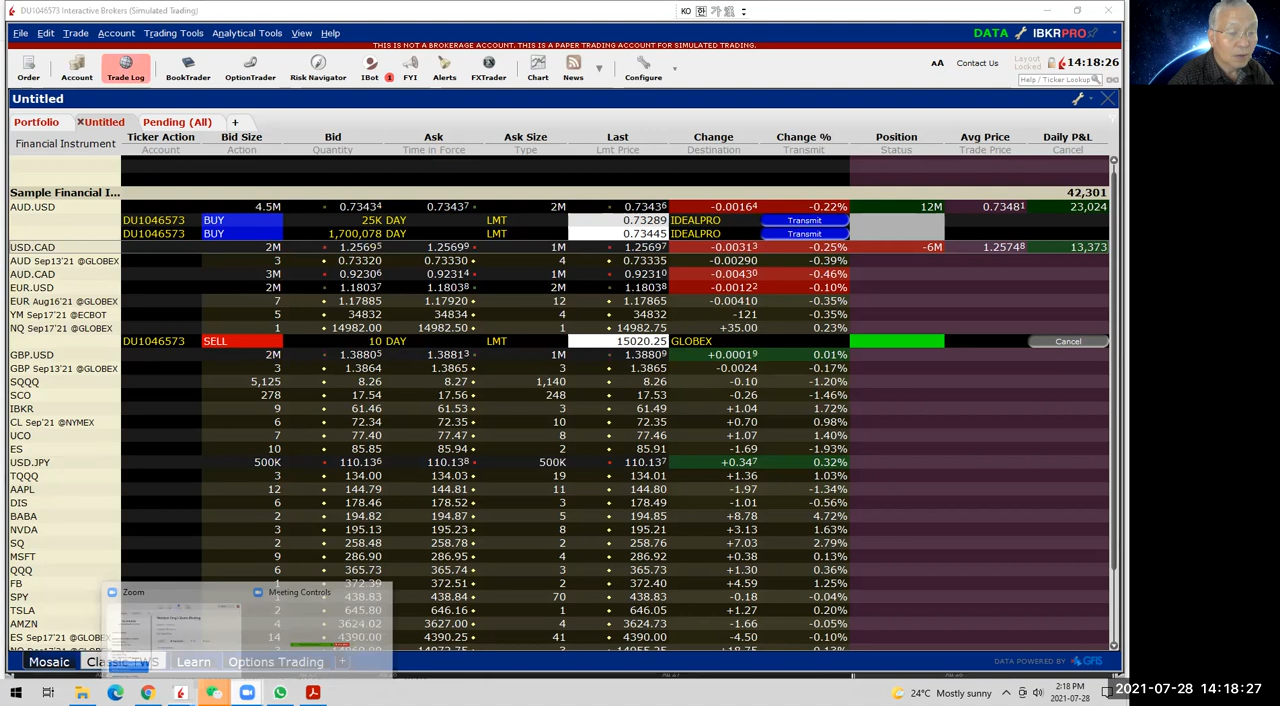 DU1046573 Interactive Brokers (Simulated Trading)
KO
File Edit Trade Account Trading Tools Analytical Tools View Help DATA IBKRPRO
THIS IS NOT A BROKERAGE ACCOUNT. THIS IS A PAPER TRADING ACCOUNT FOR SIMULATED TRADING.
Order Account Trade Log BookTrader OptionTrader Risk Navigator IBot 1 FYI Alerts FXTrader Chart News Configure AA Contact Us Layout Locked 14:18:26
Help / Ticker Lookup
Untitled
Portfolio Untitled Pending (All) +
Financial Instrument Ticker Action Bid Size Bid Ask Ask Size Last Change Change % Position Avg Price Daily P&L
Account Action Quantity Time in Force Type Lmt Price Destination Transmit Status Trade Price Cancel
Sample Financial I... 42,301
AUD.USD 4.5M 0.7343⁴ 0.7343⁷ 2M 0.7343⁶ -0.0016⁴ -0.22% 12M 0.7348¹ 23,024
DU1046573 BUY 25K DAY LMT 0.73289 IDEALPRO Transmit
DU1046573 BUY 1,700,078 DAY LMT 0.73445 IDEALPRO Transmit
USD.CAD 2M 1.2569⁵ 1.2569⁹ 1M 1.2569⁷ -0.0031³ -0.25% -6M 1.2574⁸ 13,373
AUD Sep13'21 @GLOBEX 3 0.73320 0.73330 4 0.73335 -0.00290 -0.39%
AUD.CAD 3M 0.9230⁶ 0.9231⁴ 2M 0.9231⁰ -0.0043⁰ -0.46%
EUR.USD 2M 1.1803⁸ 1.1803⁸ 2M 1.1803⁸ -0.0012² -0.10%
EUR Aug16'21 @GLOBEX 7 1.17885 1.17920 12 1.17865 -0.00410 -0.35%
YM Sep17'21 @ECBOT 5 34832 34834 4 34832 -121 -0.35%
NQ Sep17'21 @GLOBEX 1 14982.00 14982.50 1 14982.75 +35.00 0.23%
DU1046573 SELL 10 DAY LMT 15020.25 GLOBEX Cancel
GBP.USD 2M 1.3880⁵ 1.3881³ 1M 1.3880⁹ +0.0001⁹ 0.01%
GBP Sep13'21 @GLOBEX 3 1.3864 1.3865 3 1.3865 -0.0024 -0.17%
SQQQ 5,125 8.26 8.27 1,140 8.26 -0.10 -1.20%
SCO 278 17.54 17.56 248 17.53 -0.26 -1.46%
IBKR 9 61.46 61.53 3 61.49 +1.04 1.72%
CL Sep'21 @NYMEX 6 72.34 72.35 10 72.35 +0.70 0.98%
UCO 7 77.40 77.47 8 77.46 +1.07 1.40%
ES 10 85.85 85.94 2 85.91 -1.69 -1.93%
USD.JPY 500K 110.13⁶ 110.13⁸ 500K 110.13⁷ +0.34⁷ 0.32%
TQQQ 3 134.00 134.03 19 134.01 +1.36 1.03%
AAPL 12 144.79 144.81 11 144.80 -1.97 -1.34%
DIS 6 178.46 178.52 3 178.49 -1.01 -0.56%
BABA 2 194.82 194.87 5 194.85 +8.78 4.72%
NVDA 3 195.13 195.23 8 195.21 +3.13 1.63%
SQ 2 258.48 258.78 2 258.76 +7.03 2.79%
MSFT 9 286.90 286.95 4 286.92 +0.38 0.13%
QQQ 6 365.73 365.74 3 365.73 +1.30 0.36%
FB 1 372.39 372.51 2 372.40 +4.59 1.25%
SPY 438.83 438.84 70 438.83 -0.18 -0.04%
TSLA 645.80 646.16 1 646.05 +1.27 0.20%
AMZN 3624.02 3627.00 4 3624.73 -1.66 -0.05%
ES Sep17'21 @GLOBEX 14 4390.00 4390.25 41 4390.00 -4.50 -0.10%
Zoom Meeting Controls
Mosaic Classic TWS Learn Options Trading + DATA POWERED BY GFIS
24°C Mostly sunny 2:18 PM
2021-07-28
2021-07-28 14:18:27